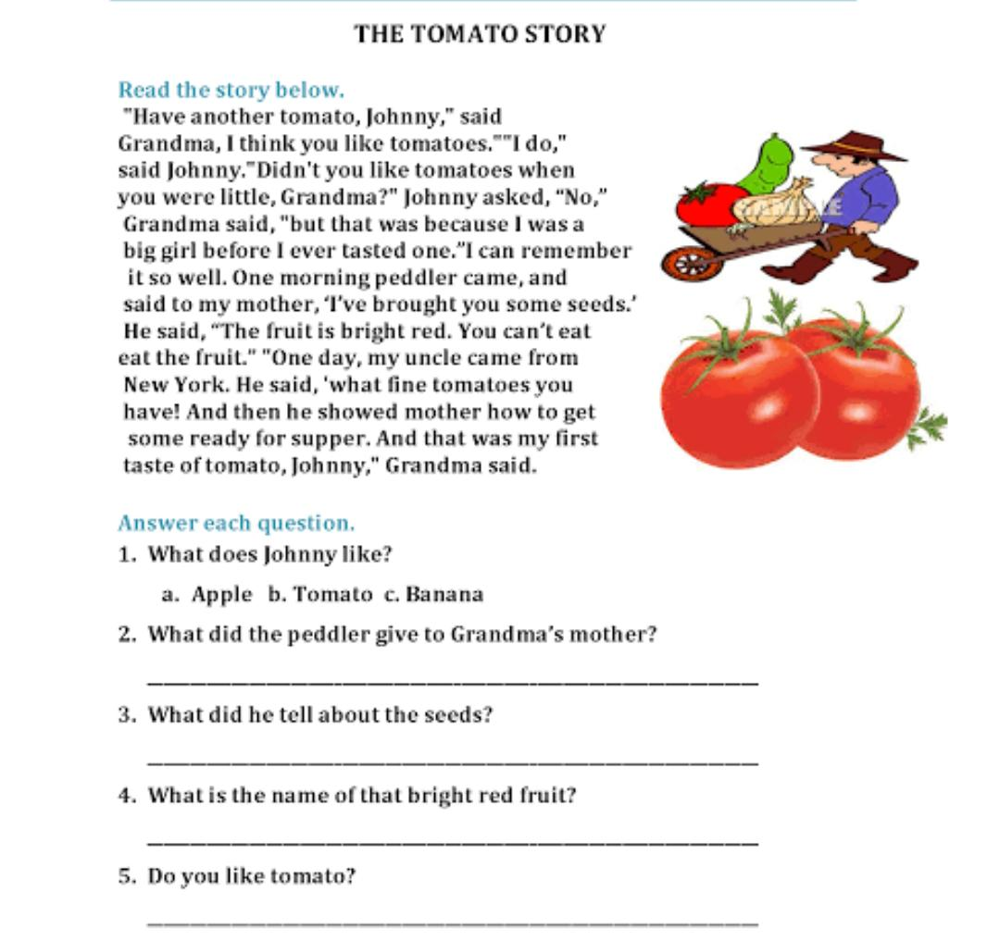 THE TOMATO STORY
Read the story below.
"Have another tomato, Johnny," said
Grandma, I think you like tomatoes.""I do,"
said Johnny."Didn't you like tomatoes when
you were little, Grandma?" Johnny asked, “No,”
Grandma said, "but that was because I was a
big girl before I ever tasted one.”I can remember
it so well. One morning peddler came, and
said to my mother, ‘I’ve brought you some seeds.’
He said, “The fruit is bright red. You can’t eat
eat the fruit.” "One day, my uncle came from
New York. He said, 'what fine tomatoes you
have! And then he showed mother how to get
some ready for supper. And that was my first
taste of tomato, Johnny," Grandma said.
SAMPLE
Answer each question.
1. What does Johnny like?
a. Apple b. Tomato c. Banana
2. What did the peddler give to Grandma’s mother?
3. What did he tell about the seeds?
4. What is the name of that bright red fruit?
5. Do you like tomato?